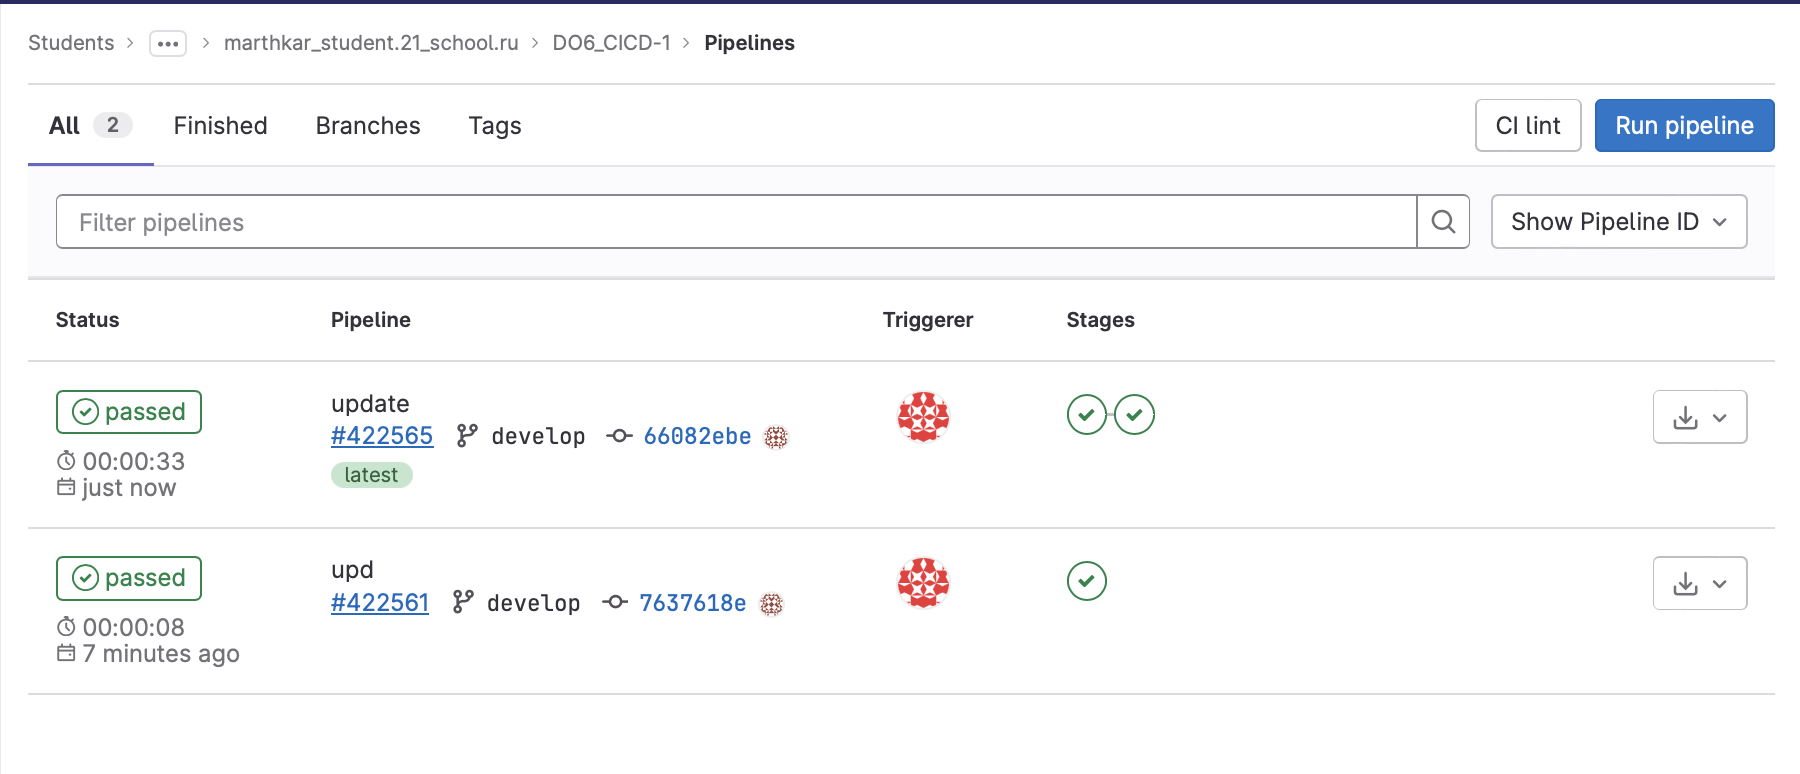 Students > ... > marthkar_student.21_school.ru > DO6_CICD-1 > Pipelines
All 2 Finished Branches Tags CI lint Run pipeline
Filter pipelines Show Pipeline ID
Status Pipeline Triggerer Stages
passed update
#422565 develop 66082ebe
00:00:33 latest
just now
passed upd
#422561 develop 7637618e
00:00:08
7 minutes ago